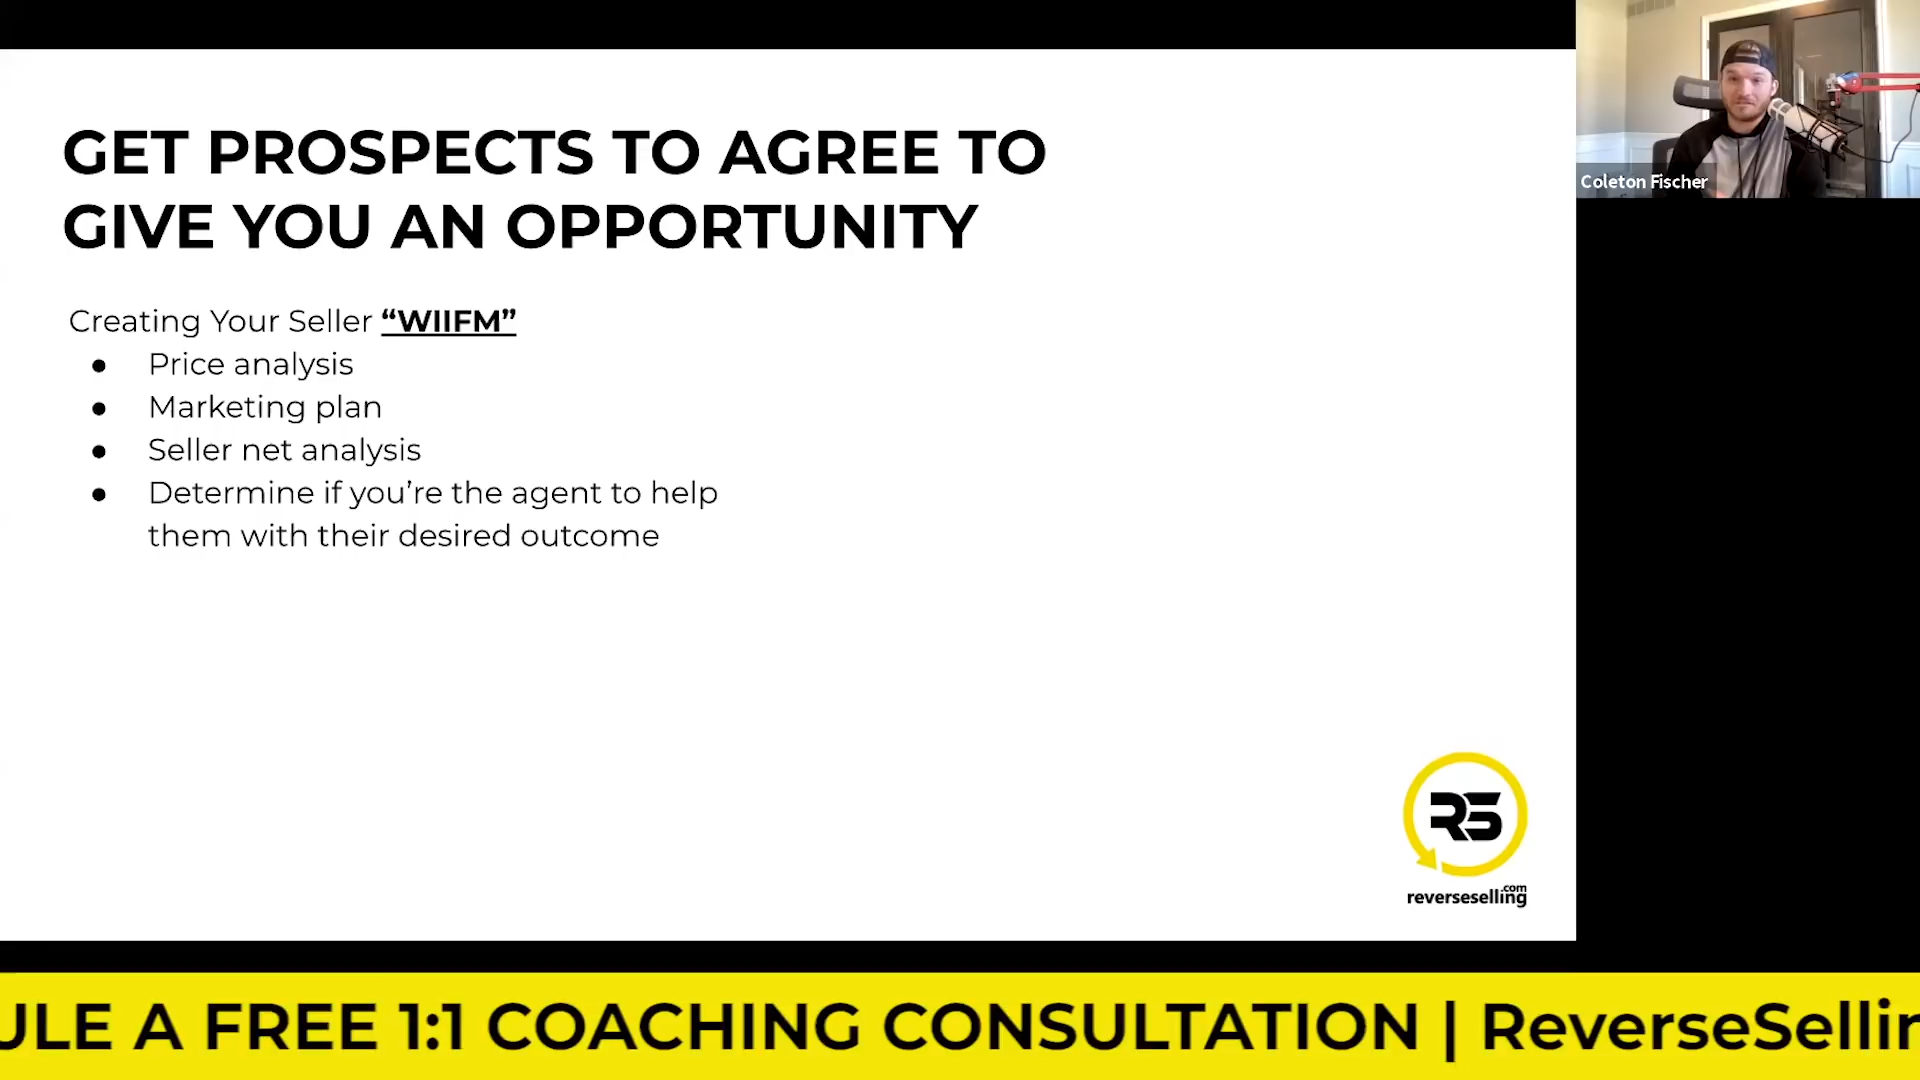 GET PROSPECTS TO AGREE TO
GIVE YOU AN OPPORTUNITY
Creating Your Seller “WIIFM”
● Price analysis
● Marketing plan
● Seller net analysis
● Determine if you’re the agent to help
them with their desired outcome
Coleton Fischer
RS
reverseselling.com
ULE A FREE 1:1 COACHING CONSULTATION | ReverseSellin